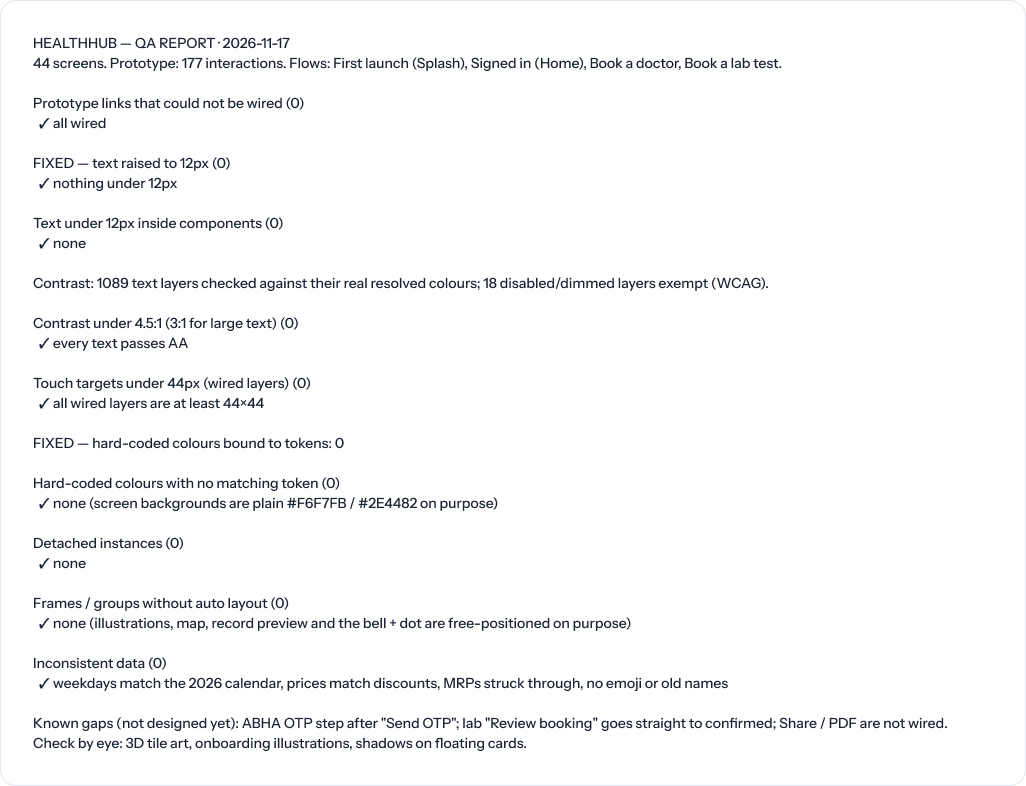 HEALTHHUB — QA REPORT · 2026-11-17
44 screens. Prototype: 177 interactions. Flows: First launch (Splash), Signed in (Home), Book a doctor, Book a lab test.
Prototype links that could not be wired (0)
✓ all wired
FIXED — text raised to 12px (0)
✓ nothing under 12px
Text under 12px inside components (0)
✓ none
Contrast: 1089 text layers checked against their real resolved colours; 18 disabled/dimmed layers exempt (WCAG).
Contrast under 4.5:1 (3:1 for large text) (0)
✓ every text passes AA
Touch targets under 44px (wired layers) (0)
✓ all wired layers are at least 44×44
FIXED — hard-coded colours bound to tokens: 0
Hard-coded colours with no matching token (0)
✓ none (screen backgrounds are plain #F6F7FB / #2E4482 on purpose)
Detached instances (0)
✓ none
Frames / groups without auto layout (0)
✓ none (illustrations, map, record preview and the bell + dot are free-positioned on purpose)
Inconsistent data (0)
✓ weekdays match the 2026 calendar, prices match discounts, MRPs struck through, no emoji or old names
Known gaps (not designed yet): ABHA OTP step after "Send OTP"; lab "Review booking" goes straight to confirmed; Share / PDF are not wired.
Check by eye: 3D tile art, onboarding illustrations, shadows on floating cards.